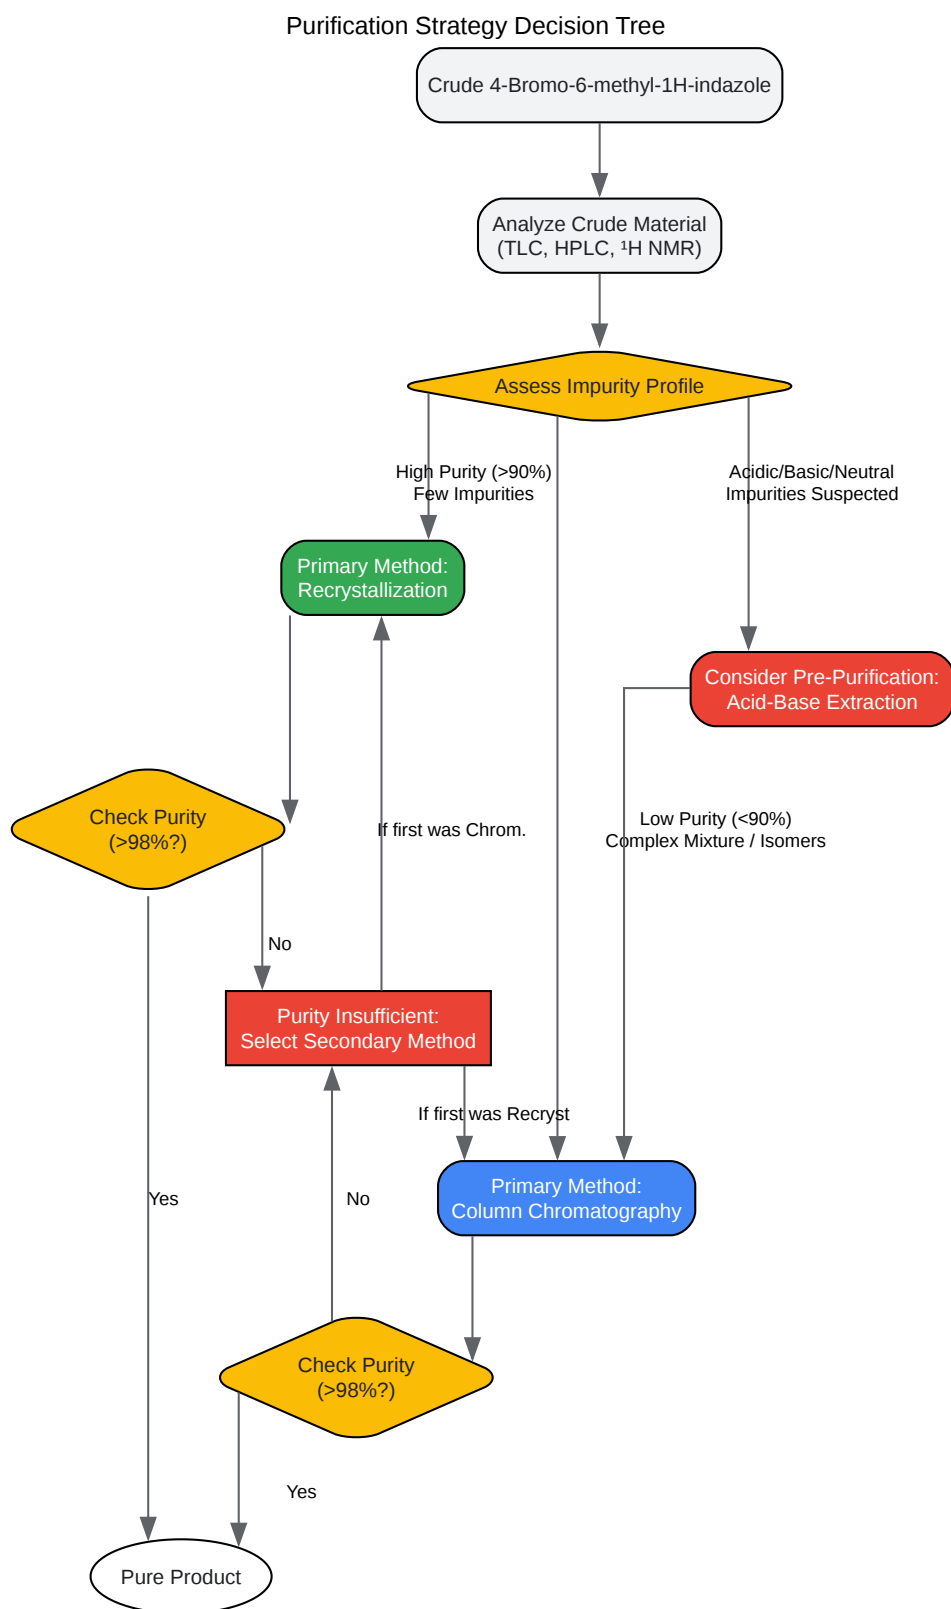 Purification Strategy Decision Tree
Crude 4-Bromo-6-methyl-1H-indazole
Analyze Crude Material
(TLC, HPLC, ¹H NMR)
Assess Impurity Profile
High Purity (>90%)
Few Impurities
Acidic/Basic/Neutral
Impurities Suspected
Primary Method:
Recrystallization
Consider Pre-Purification:
Acid-Base Extraction
Check Purity
(>98%?)
If first was Chrom.
Low Purity (<90%)
Complex Mixture / Isomers
No
Purity Insufficient:
Select Secondary Method
If first was Recryst
Yes
No
Primary Method:
Column Chromatography
Check Purity
(>98%?)
Yes
Pure Product